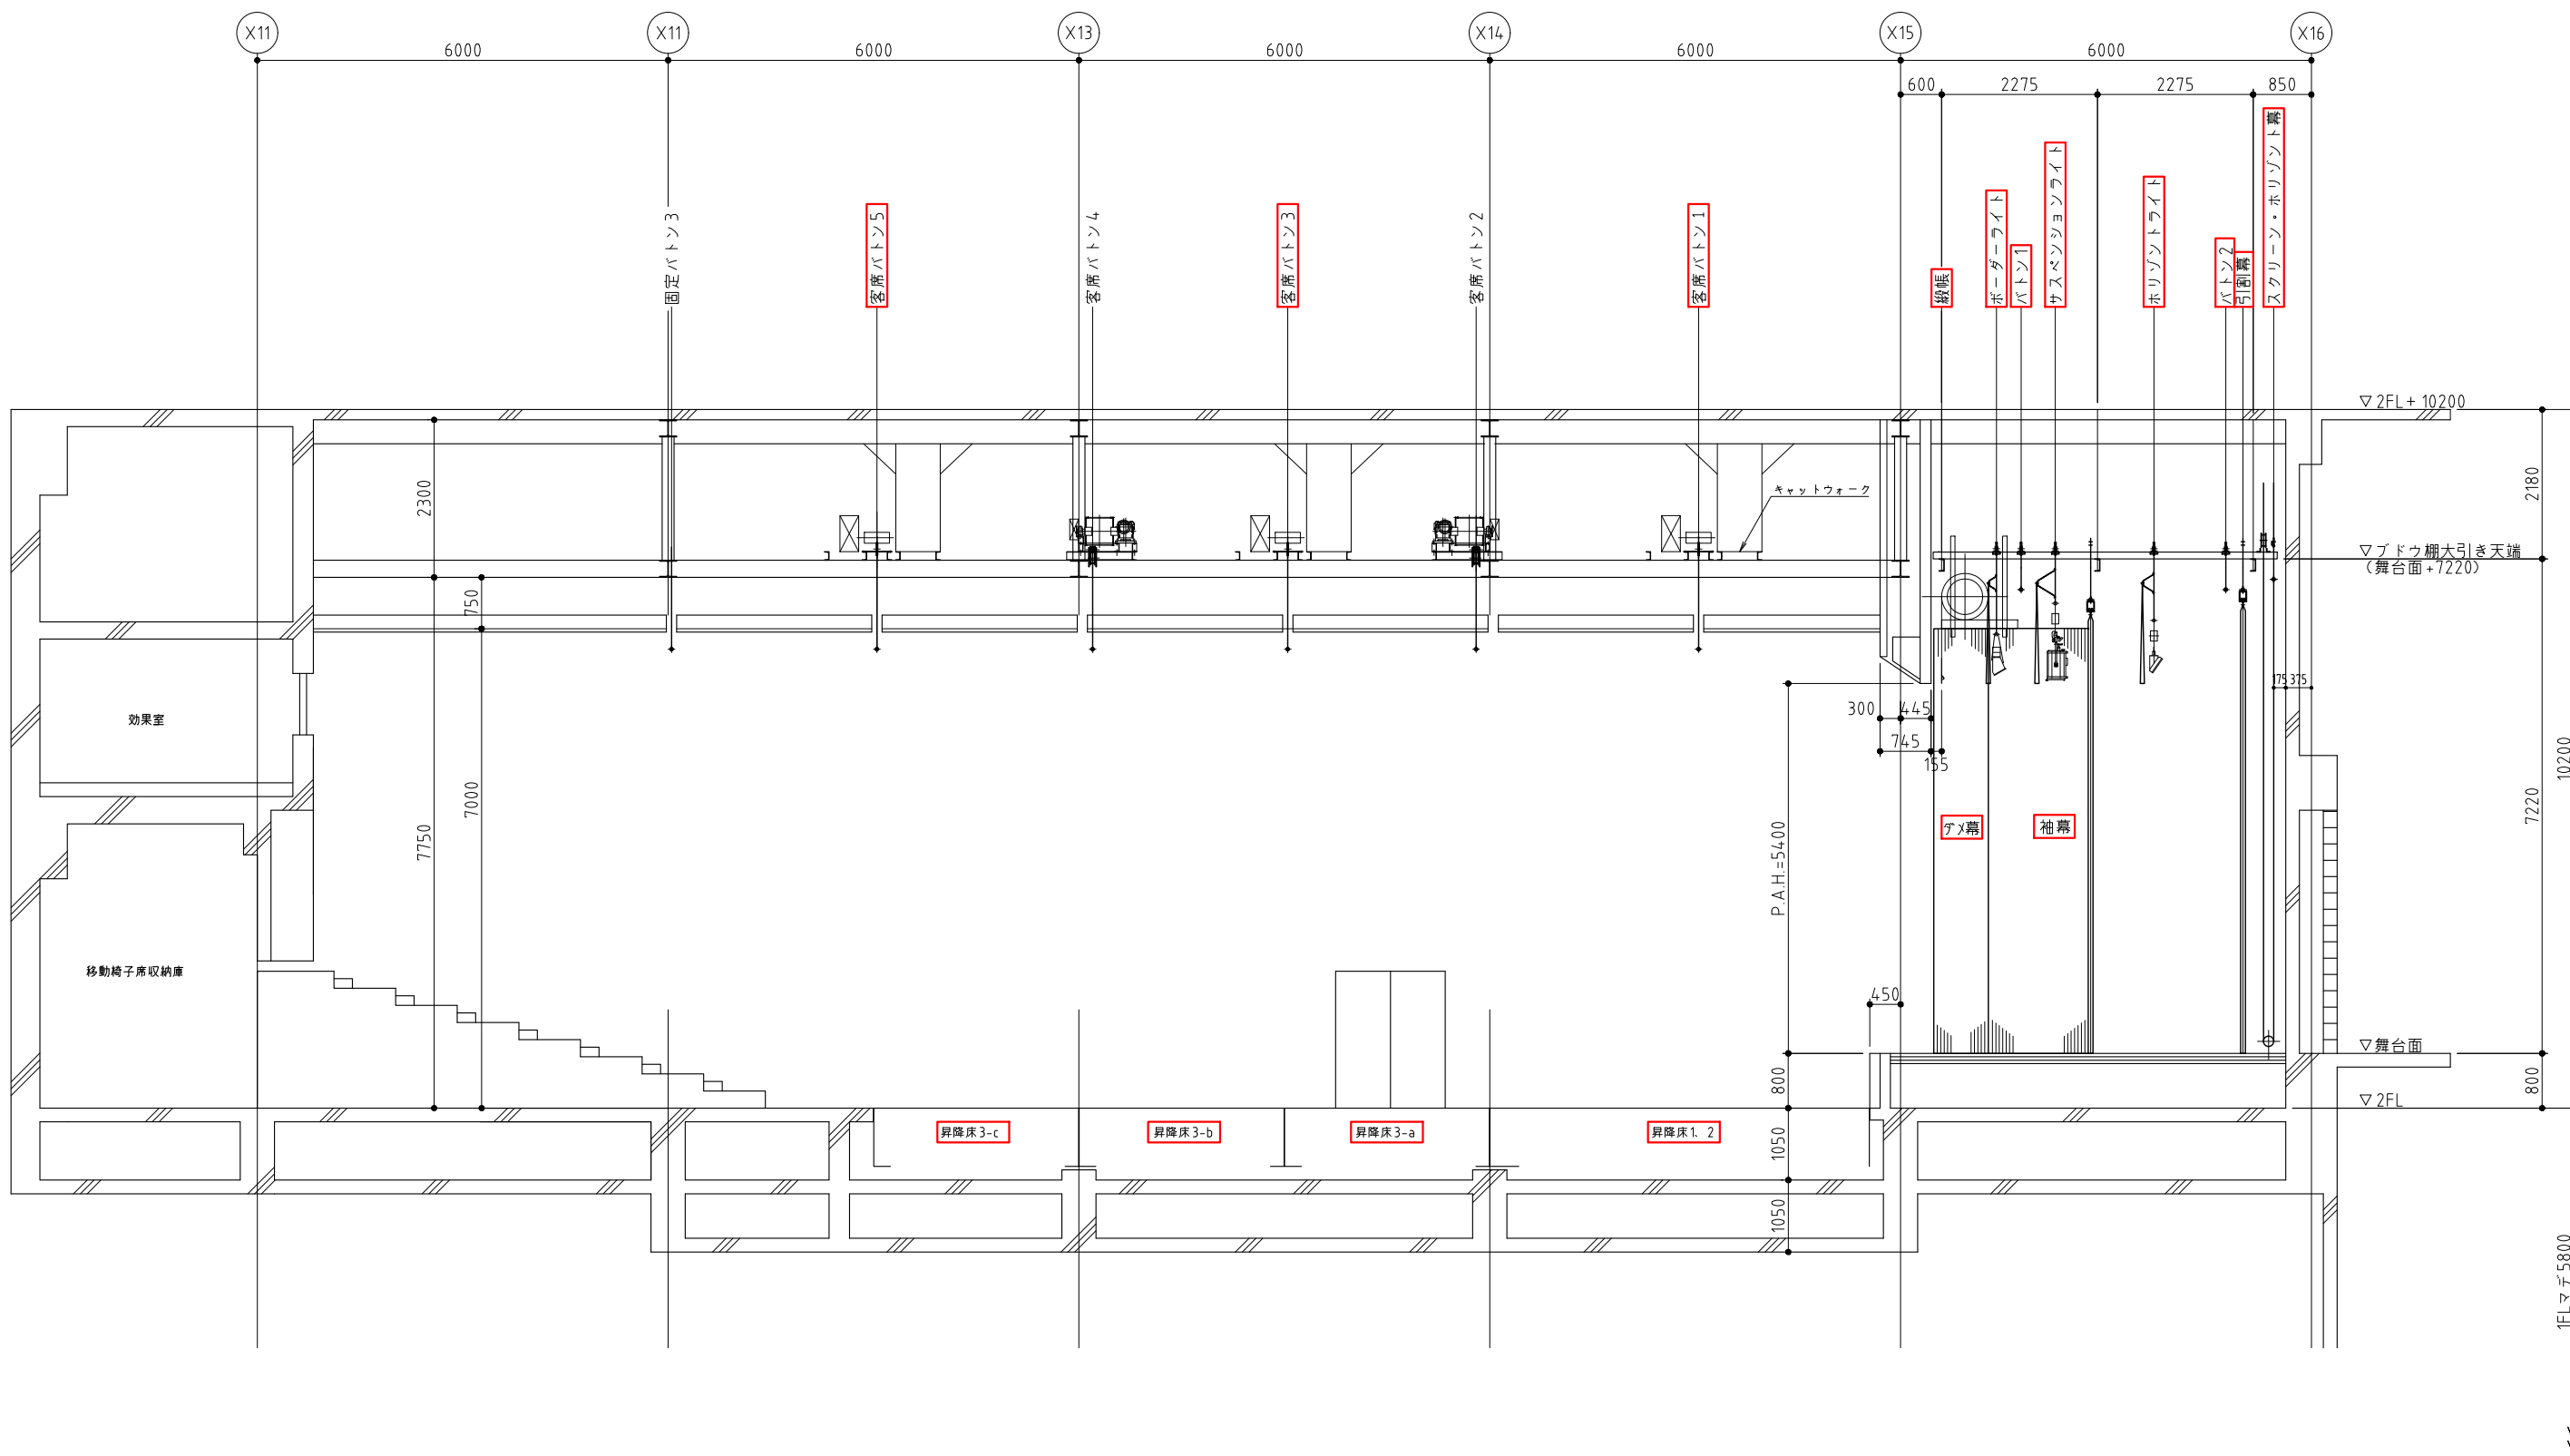 X11
X11
X13
X14
X15
X16
6000
6000
6000
6000
6000
600
2275
2275
850
固定バトン3
客席バトン5
客席バトン4
客席バトン3
客席バトン2
客席バトン1
緞帳
ボーダーライト
バトン1
サスペンションライト
ホリゾントライト
バトン2
引割幕
スクリーン・ホリゾント幕
▽2FL+10200
キャットウォーク
2300
2180
▽ブドウ棚大引き天端
(舞台面+7220)
750
175
375
300
445
745
155
効果室
10200
7000
7750
7220
P.A.H.=5400
ダメ幕
袖幕
移動椅子席収納庫
450
▽舞台面
800
800
▽2FL
昇降床3-c
昇降床3-b
昇降床3-a
昇降床1、2
1050
1050
1FLマデ5800